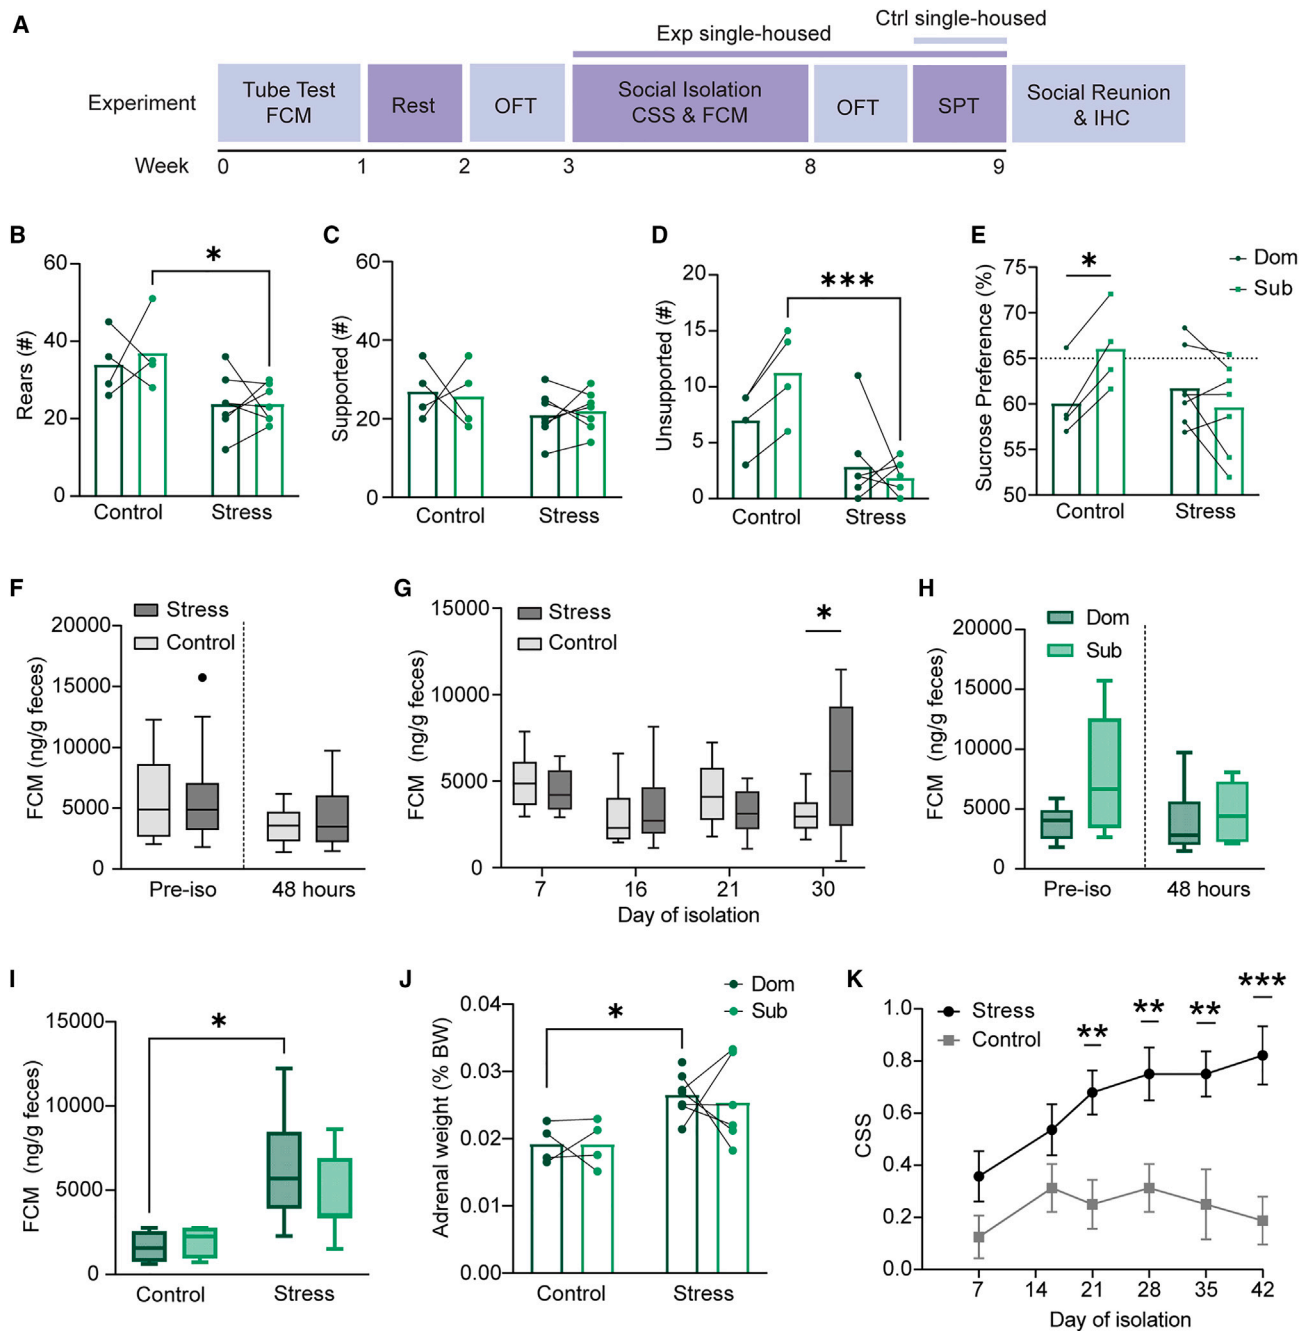 A
Exp single-housed
Ctrl single-housed
Experiment
Tube Test
FCM
Rest
OFT
Social Isolation
CSS & FCM
OFT
SPT
Social Reunion
& IHC
Week
0 1 2 3 8 9
B
*
Rears (#)
60
40
20
0
Control Stress
C
Supported (#)
60
40
20
0
Control Stress
D
***
Unsupported (#)
20
15
10
5
0
Control Stress
E
*
Dom
Sub
Sucrose Preference (%)
75
70
65
60
55
50
Control Stress
F
Stress
Control
FCM (ng/g feces)
20000
15000
10000
5000
0
Pre-iso 48 hours
G
Stress
Control
*
FCM (ng/g feces)
15000
10000
5000
0
7 16 21 30
Day of isolation
H
Dom
Sub
FCM (ng/g feces)
20000
15000
10000
5000
0
Pre-iso 48 hours
I
*
FCM (ng/g feces)
15000
10000
5000
0
Control Stress
J
Dom
Sub
*
Adrenal weight (% BW)
0.04
0.03
0.02
0.01
0.00
Control Stress
K
Stress
Control
** ** ** ***
CSS
1.0
0.8
0.6
0.4
0.2
0.0
7 14 21 28 35 42
Day of isolation